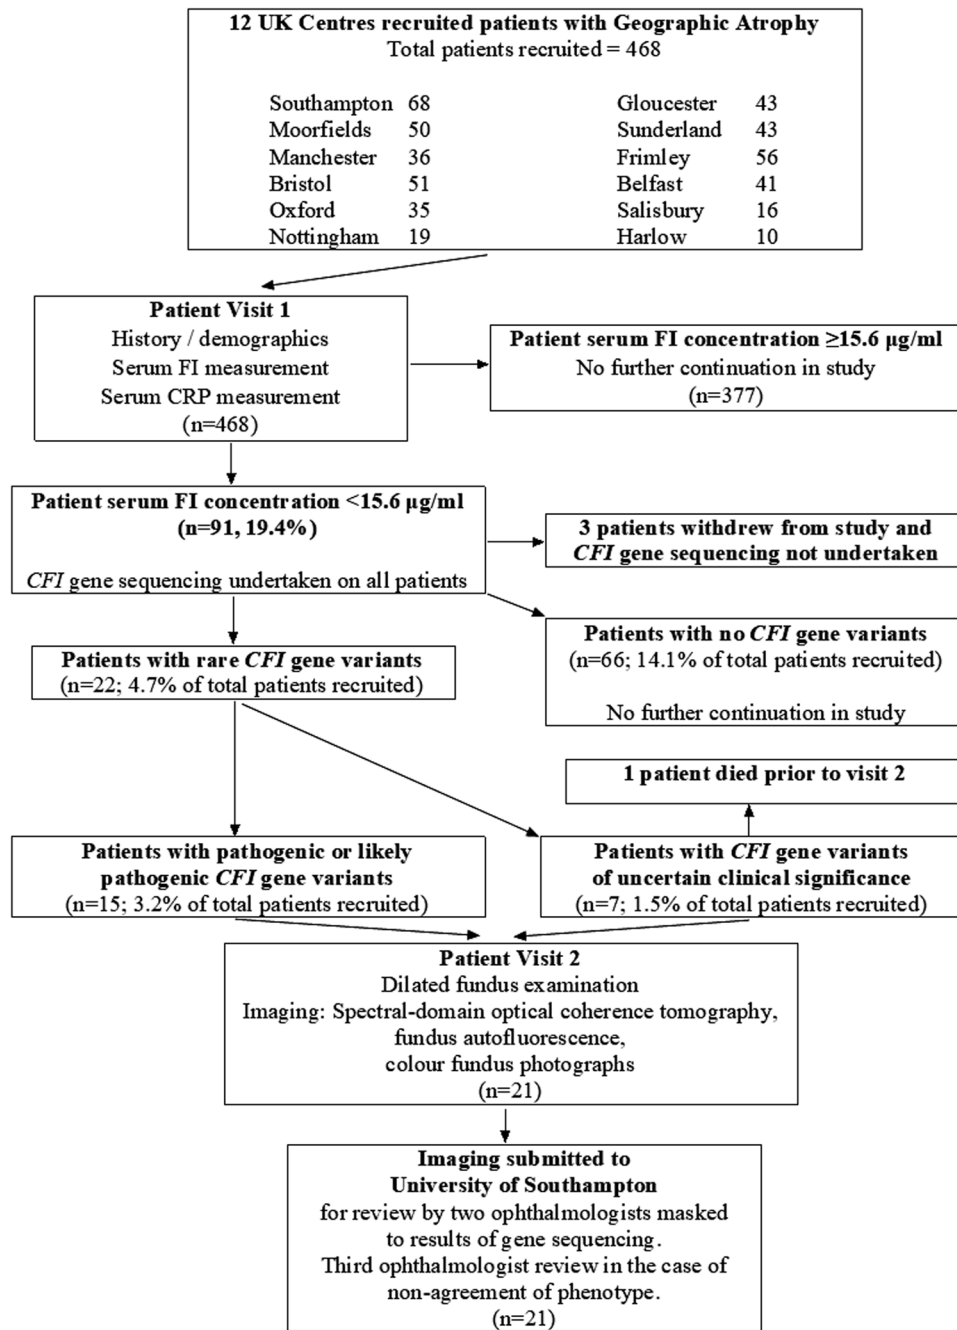 12 UK Centres recruited patients with Geographic Atrophy
Total patients recruited = 468
Southampton 68
Moorfields 50
Manchester 36
Bristol 51
Oxford 35
Nottingham 19
Gloucester 43
Sunderland 43
Frimley 56
Belfast 41
Salisbury 16
Harlow 10
Patient Visit 1
History / demographics
Serum FI measurement
Serum CRP measurement
(n=468)
Patient serum FI concentration ≥15.6 µg/ml
No further continuation in study
(n=377)
Patient serum FI concentration <15.6 µg/ml
(n=91, 19.4%)
CFI gene sequencing undertaken on all patients
3 patients withdrew from study and
CFI gene sequencing not undertaken
Patients with no CFI gene variants
(n=66; 14.1% of total patients recruited)
No further continuation in study
Patients with rare CFI gene variants
(n=22; 4.7% of total patients recruited)
1 patient died prior to visit 2
Patients with pathogenic or likely
pathogenic CFI gene variants
(n=15; 3.2% of total patients recruited)
Patients with CFI gene variants
of uncertain clinical significance
(n=7; 1.5% of total patients recruited)
Patient Visit 2
Dilated fundus examination
Imaging: Spectral-domain optical coherence tomography,
fundus autofluorescence,
colour fundus photographs
(n=21)
Imaging submitted to
University of Southampton
for review by two ophthalmologists masked
to results of gene sequencing.
Third ophthalmologist review in the case of
non-agreement of phenotype.
(n=21)